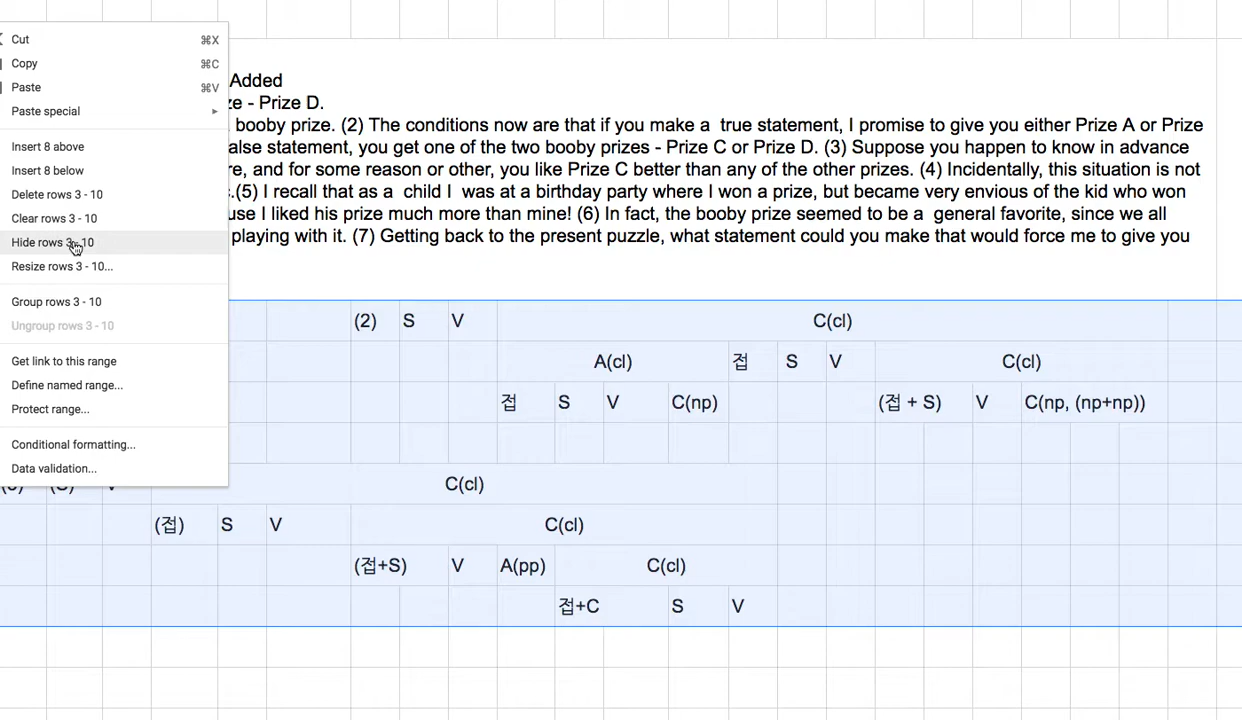 Cut ⌘X
Copy ⌘C
Paste ⌘V
Paste special ►
Insert 8 above
Insert 8 below
Delete rows 3 - 10
Clear rows 3 - 10
Hide rows 3 - 10
Resize rows 3 - 10...
Group rows 3 - 10
Ungroup rows 3 - 10
Get link to this range
Define named range...
Protect range...
Conditional formatting...
Data validation...
Added
ze - Prize D.
booby prize. (2) The conditions now are that if you make a true statement, I promise to give you either Prize A or Prize
alse statement, you get one of the two booby prizes - Prize C or Prize D. (3) Suppose you happen to know in advance
re, and for some reason or other, you like Prize C better than any of the other prizes. (4) Incidentally, this situation is not
.(5) I recall that as a child I was at a birthday party where I won a prize, but became very envious of the kid who won
use I liked his prize much more than mine! (6) In fact, the booby prize seemed to be a general favorite, since we all
playing with it. (7) Getting back to the present puzzle, what statement could you make that would force me to give you
(2) S V C(cl)
A(cl) 접 S V C(cl)
접 S V C(np) (접 + S) V C(np, (np+np))
C(cl)
(접) S V C(cl)
(접+S) V A(pp) C(cl)
접+C S V